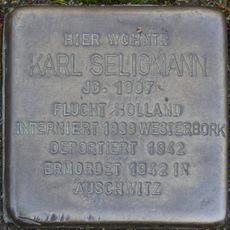 HIER WOHNTE
KARL SELIGMANN
JG. 1907
FLUCHT HOLLAND
INTERNIERT 1939 WESTERBORK
DEPORTIERT 1942
ERMORDET 1942 IN
AUSCHWITZ